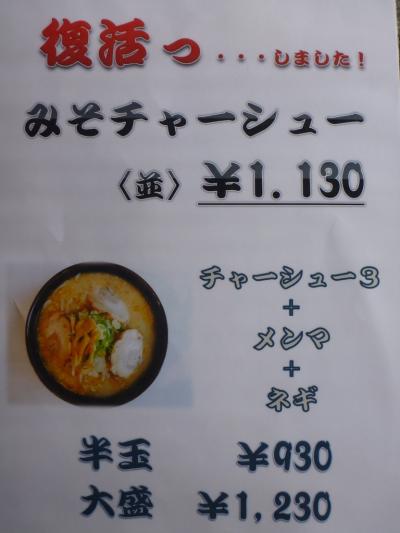 復活っ・・・しました!
みそチャーシュー
〈並〉 ¥1.130
チャーシュー3
+
メンマ
+
ネギ
半玉 ¥930
大盛 ¥1,230